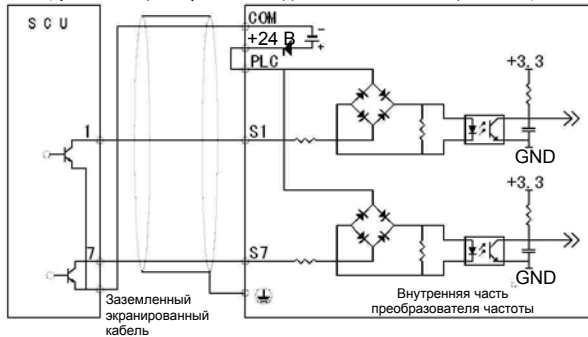 SCU
COM
+24 В
PLC
+3, 3
1
S1
GND
+3, 3
7
S7
GND
Заземленный
экранированный
кабель
Внутренняя часть
преобразователя частоты